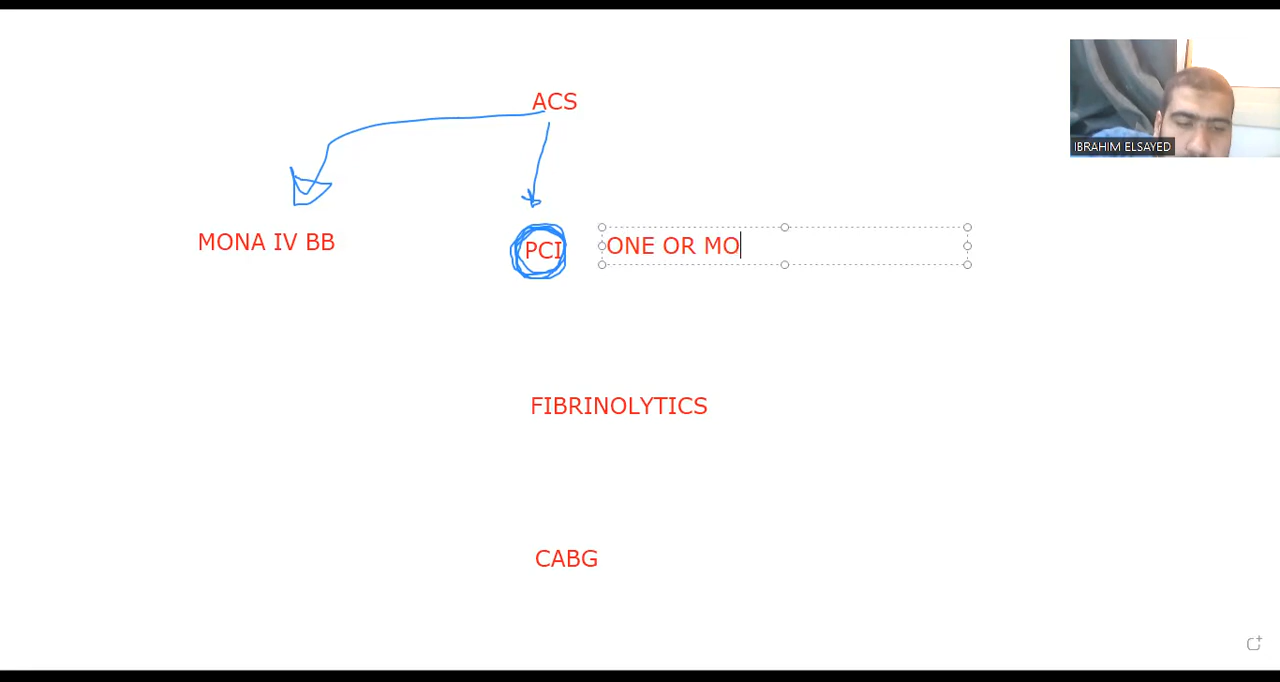 ACS
IBRAHIM ELSAYED
MONA IV BB
PCI
ONE OR MO
FIBRINOLYTICS
CABG